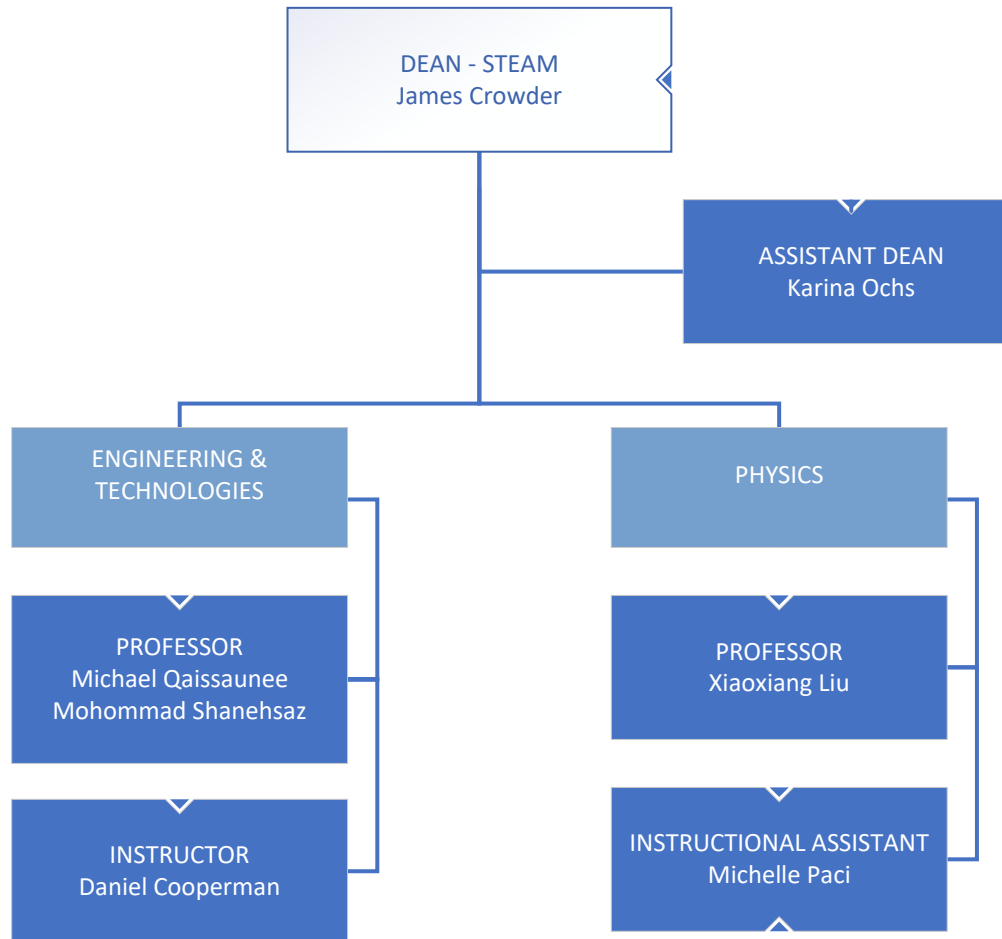 DEAN - STEAM
James Crowder
ASSISTANT DEAN
Karina Ochs
ENGINEERING &
TECHNOLOGIES
PHYSICS
PROFESSOR
Michael Qaissaunee
Mohommad Shanehsaz
PROFESSOR
Xiaoxiang Liu
INSTRUCTOR
Daniel Cooperman
INSTRUCTIONAL ASSISTANT
Michelle Paci